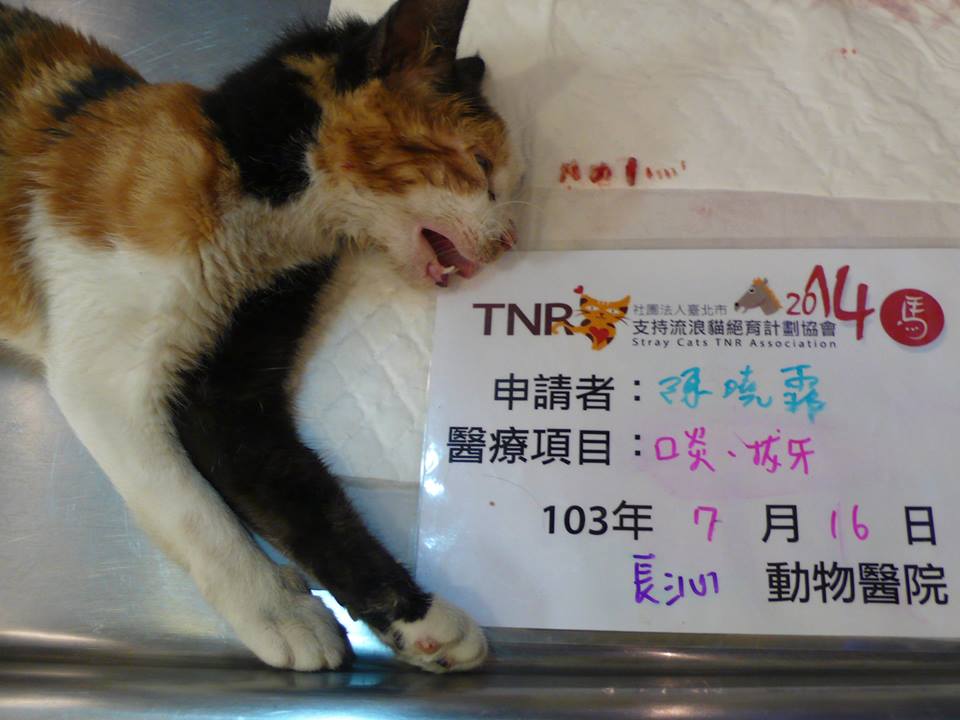 TNR 社團法人臺北市 2014 馬
支持流浪貓絕育計劃協會
Stray Cats TNR Association
申請者：曉霏
醫療項目：口炎、拔牙
103年 7 月 16 日
長沙 動物醫院